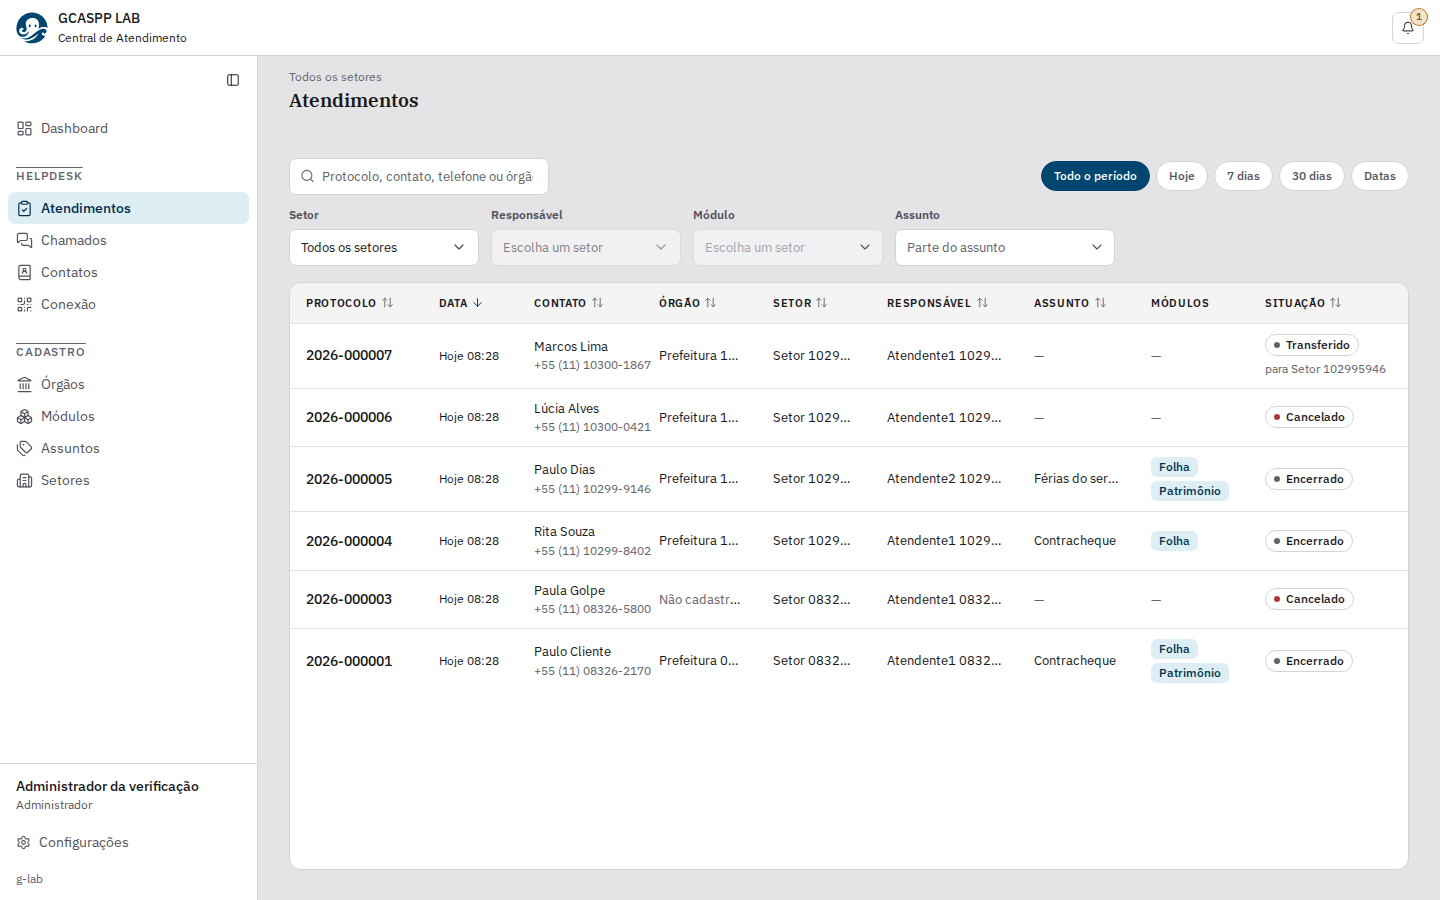 GCASPP LAB
Central de Atendimento
1
Todos os setores
Atendimentos
Dashboard
HELPDESK
Atendimentos
Chamados
Contatos
Conexão
CADASTRO
Órgãos
Módulos
Assuntos
Setores
Protocolo, contato, telefone ou órgã
Todo o período
Hoje
7 dias
30 dias
Datas
Setor
Responsável
Módulo
Assunto
Todos os setores
Escolha um setor
Escolha um setor
Parte do assunto
PROTOCOLO DATA CONTATO ÓRGÃO SETOR RESPONSÁVEL ASSUNTO MÓDULOS SITUAÇÃO
2026-000007 Hoje 08:28 Marcos Lima Prefeitura 1... Setor 1029... Atendente1 1029... — — Transferido
+55 (11) 10300-1867 para Setor 102995946
2026-000006 Hoje 08:28 Lúcia Alves Prefeitura 1... Setor 1029... Atendente1 1029... — — Cancelado
+55 (11) 10300-0421
2026-000005 Hoje 08:28 Paulo Dias Prefeitura 1... Setor 1029... Atendente2 1029... Férias do ser... Folha Encerrado
+55 (11) 10299-9146 Patrimônio
2026-000004 Hoje 08:28 Rita Souza Prefeitura 1... Setor 1029... Atendente1 1029... Contracheque Folha Encerrado
+55 (11) 10299-8402
2026-000003 Hoje 08:28 Paula Golpe Não cadastr... Setor 0832... Atendente1 0832... — — Cancelado
+55 (11) 08326-5800
2026-000001 Hoje 08:28 Paulo Cliente Prefeitura 0... Setor 0832... Atendente1 0832... Contracheque Folha Encerrado
+55 (11) 08326-2170 Patrimônio
Administrador da verificação
Administrador
Configurações
g-lab